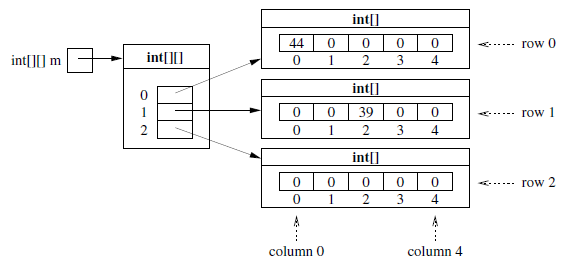 int[]
44 0 0 0 0
0 1 2 3 4
row 0
int[][] m
int[][]
0
1
2
int[]
0 0 39 0 0
0 1 2 3 4
row 1
int[]
0 0 0 0 0
0 1 2 3 4
row 2
column 0
column 4